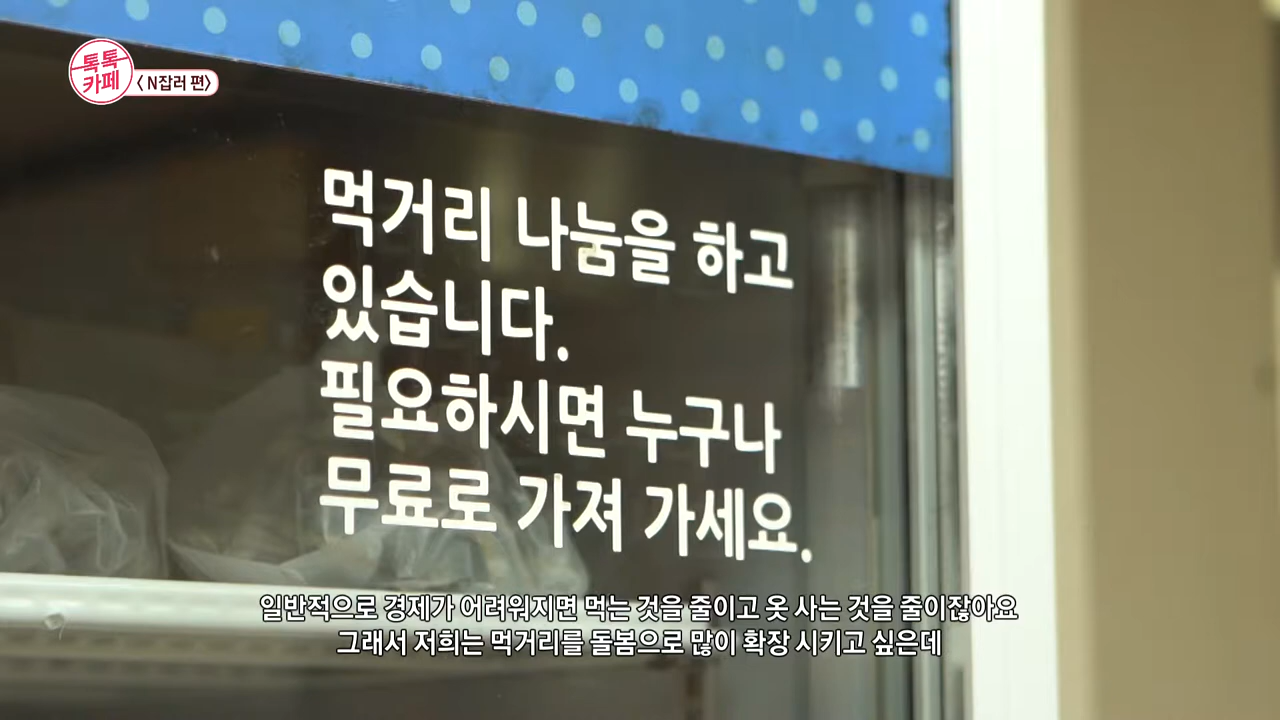 톡톡
카페
〈 N잡러 편〉
먹거리 나눔을 하고
있습니다.
필요하시면 누구나
무료로 가져 가세요.
일반적으로 경제가 어려워지면 먹는 것을 줄이고 옷 사는 것을 줄이잖아요
그래서 저희는 먹거리를 돌봄으로 많이 확장 시키고 싶은데